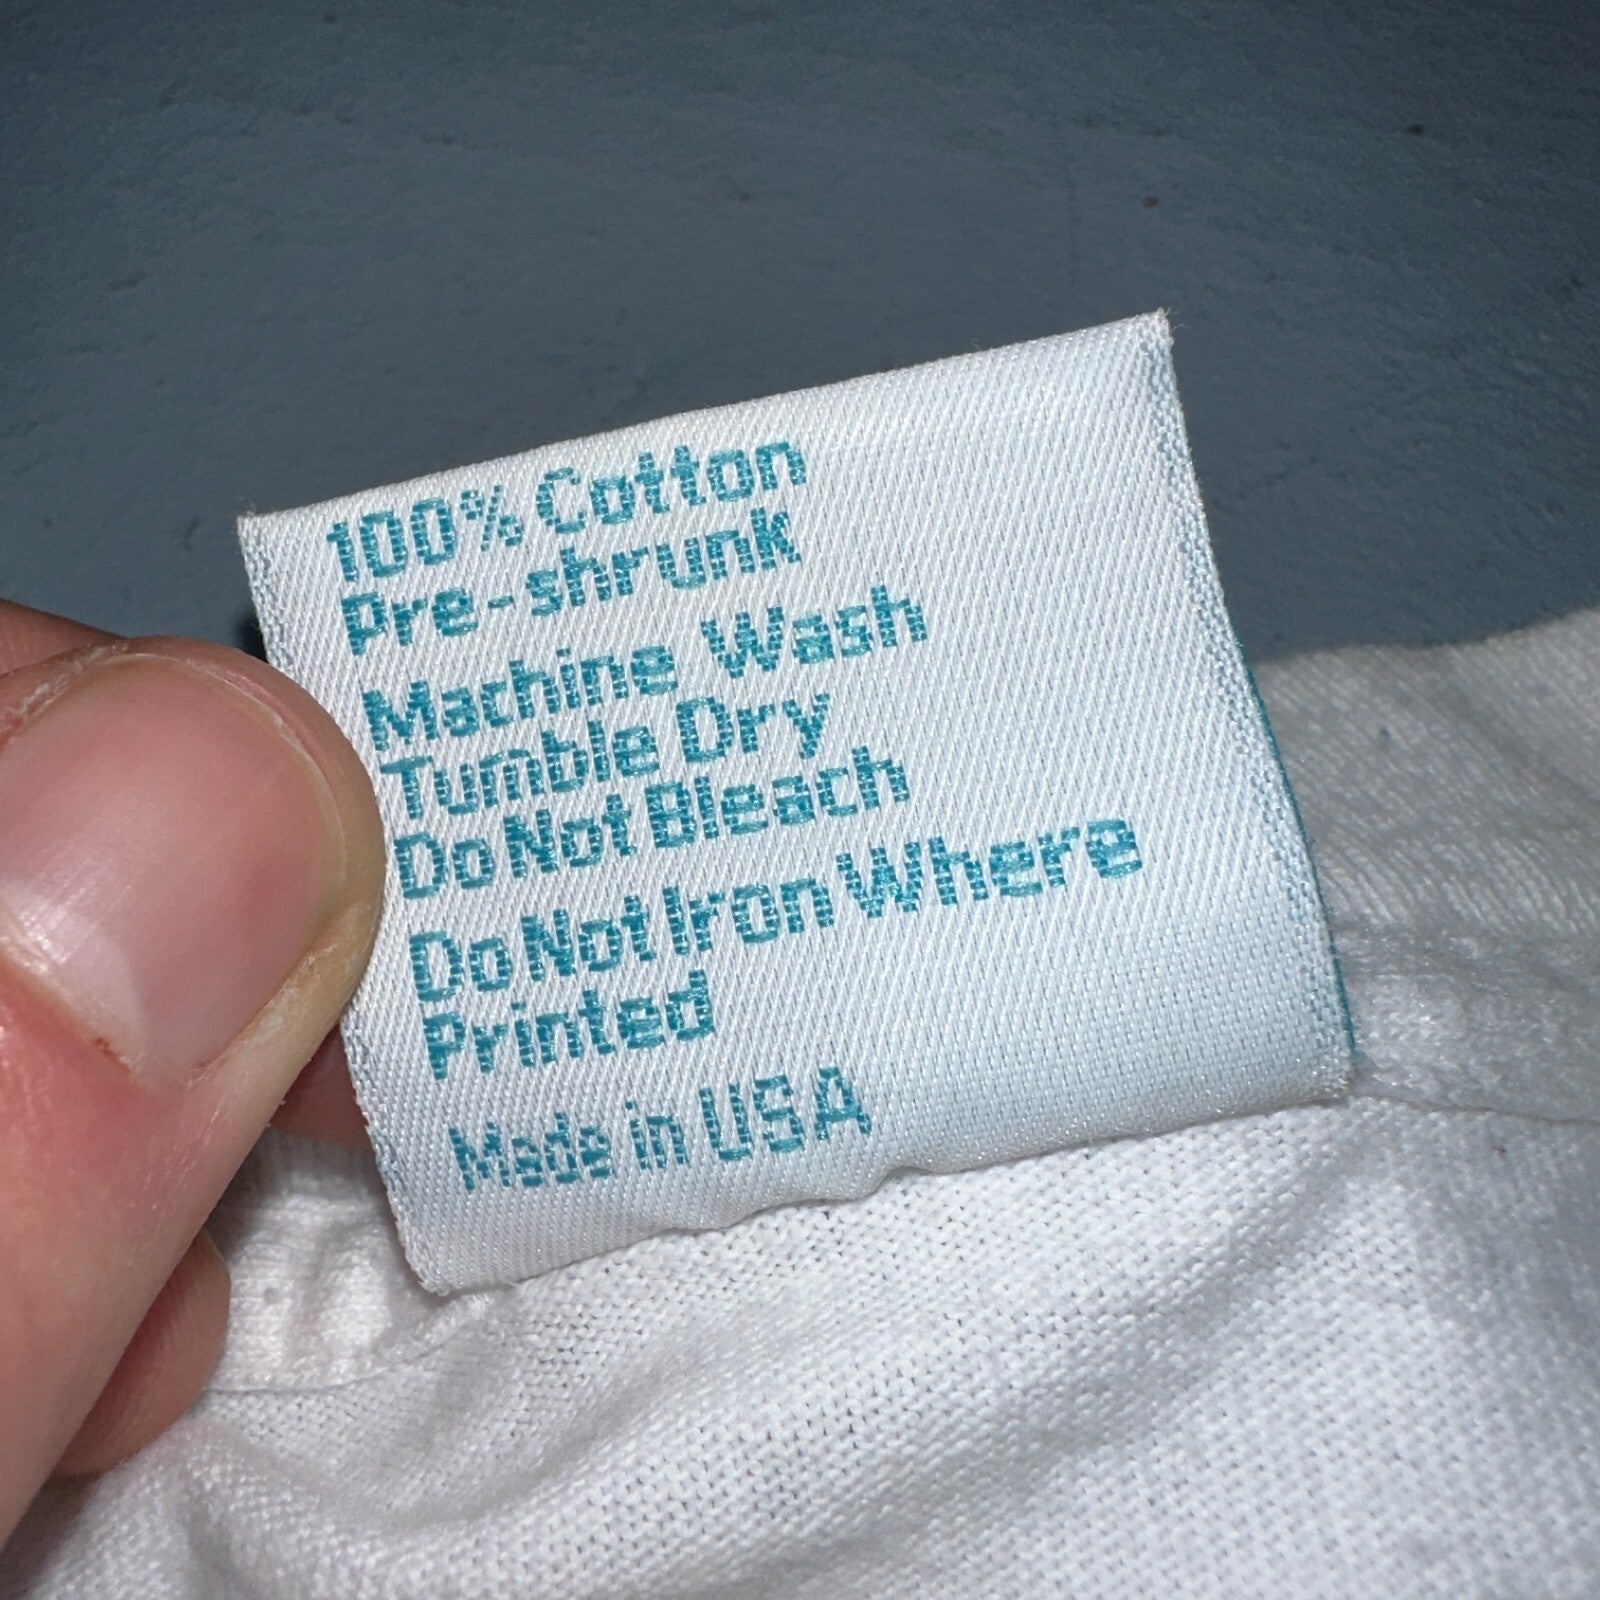 100% Cotton
Pre-shrunk
Machine Wash
Tumble Dry
Do Not Bleach
Do Not Iron Where
Printed
Made in USA